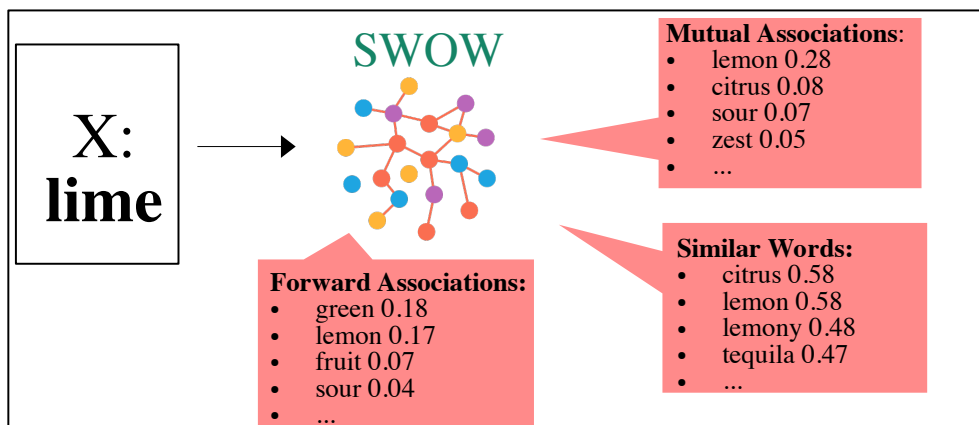 X:
lime
SWOW
Mutual Associations:
• lemon 0.28
• citrus 0.08
• sour 0.07
• zest 0.05
• ...
Forward Associations:
• green 0.18
• lemon 0.17
• fruit 0.07
• sour 0.04
• ...
Similar Words:
• citrus 0.58
• lemon 0.58
• lemony 0.48
• tequila 0.47
• ...